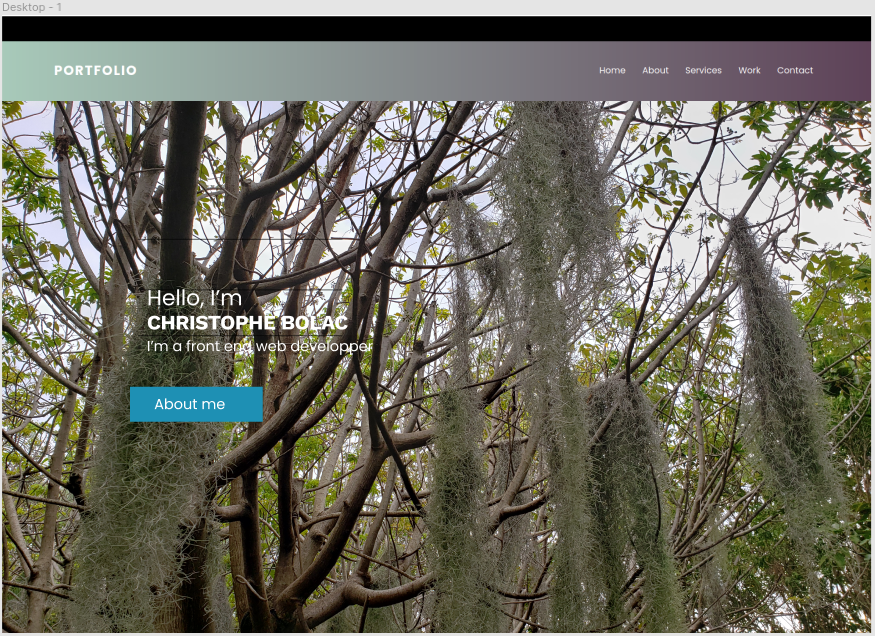 Desktop - 1
PORTFOLIO
Home About Services Work Contact
Hello, I'm
CHRISTOPHE BOLAC
I'm a front end web developper
About me